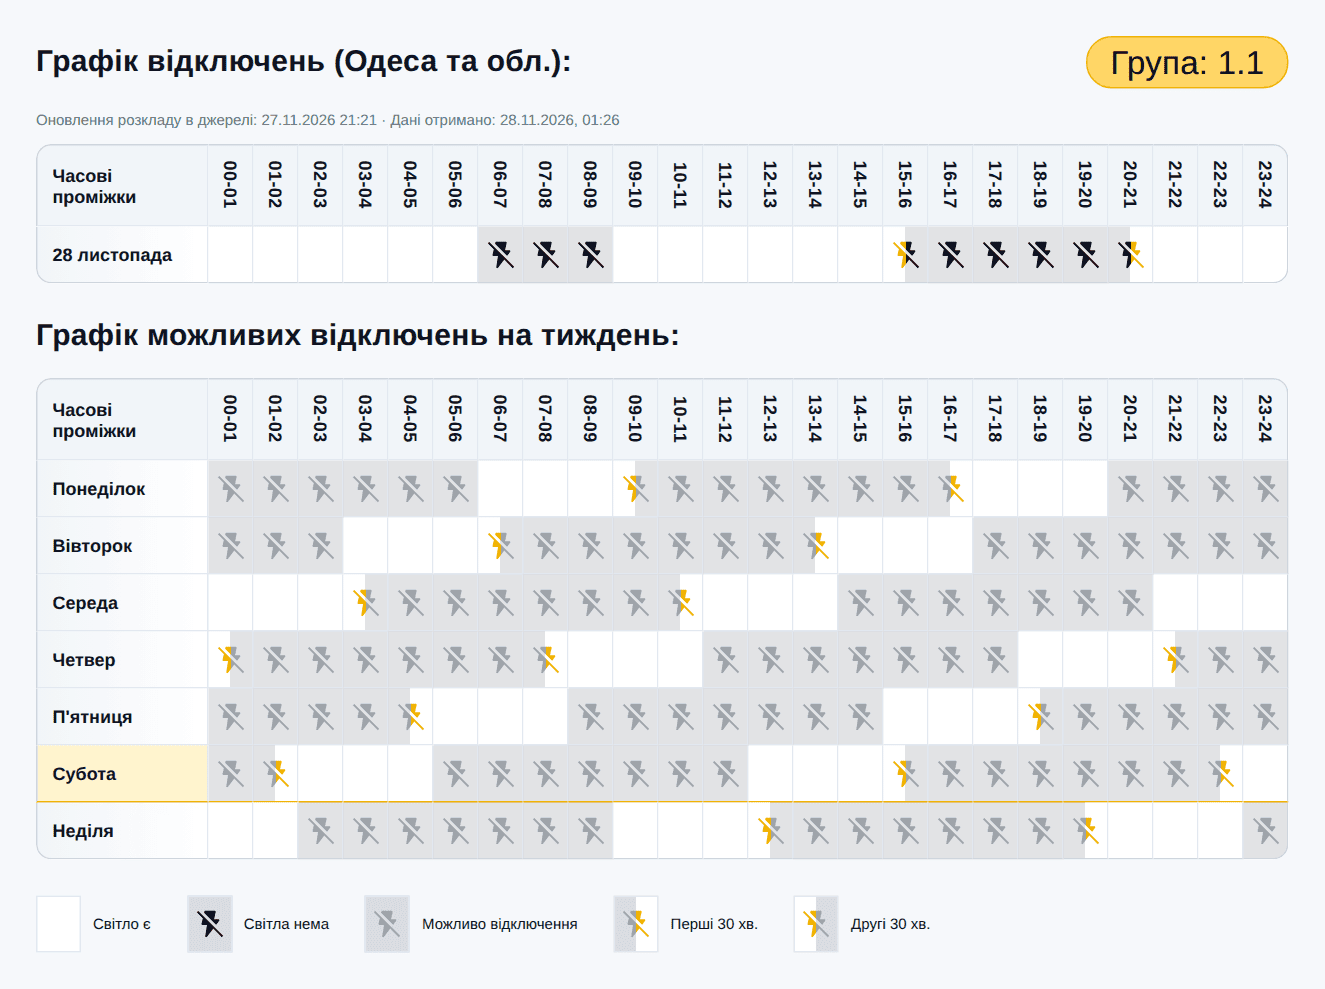 Графік відключень (Одеса та обл.):
Група: 1.1
Оновлення розкладу в джерелі: 27.11.2026 21:21 · Дані отримано: 28.11.2026, 01:26
Часові
проміжки
00-01 01-02 02-03 03-04 04-05 05-06 06-07 07-08 08-09 09-10 10-11 11-12 12-13 13-14 14-15 15-16 16-17 17-18 18-19 19-20 20-21 21-22 22-23 23-24
28 листопада
Графік можливих відключень на тиждень:
Часові
проміжки
00-01 01-02 02-03 03-04 04-05 05-06 06-07 07-08 08-09 09-10 10-11 11-12 12-13 13-14 14-15 15-16 16-17 17-18 18-19 19-20 20-21 21-22 22-23 23-24
Понеділок
Вівторок
Середа
Четвер
П'ятниця
Субота
Неділя
Світло є Світла нема Можливо відключення Перші 30 хв. Другі 30 хв.